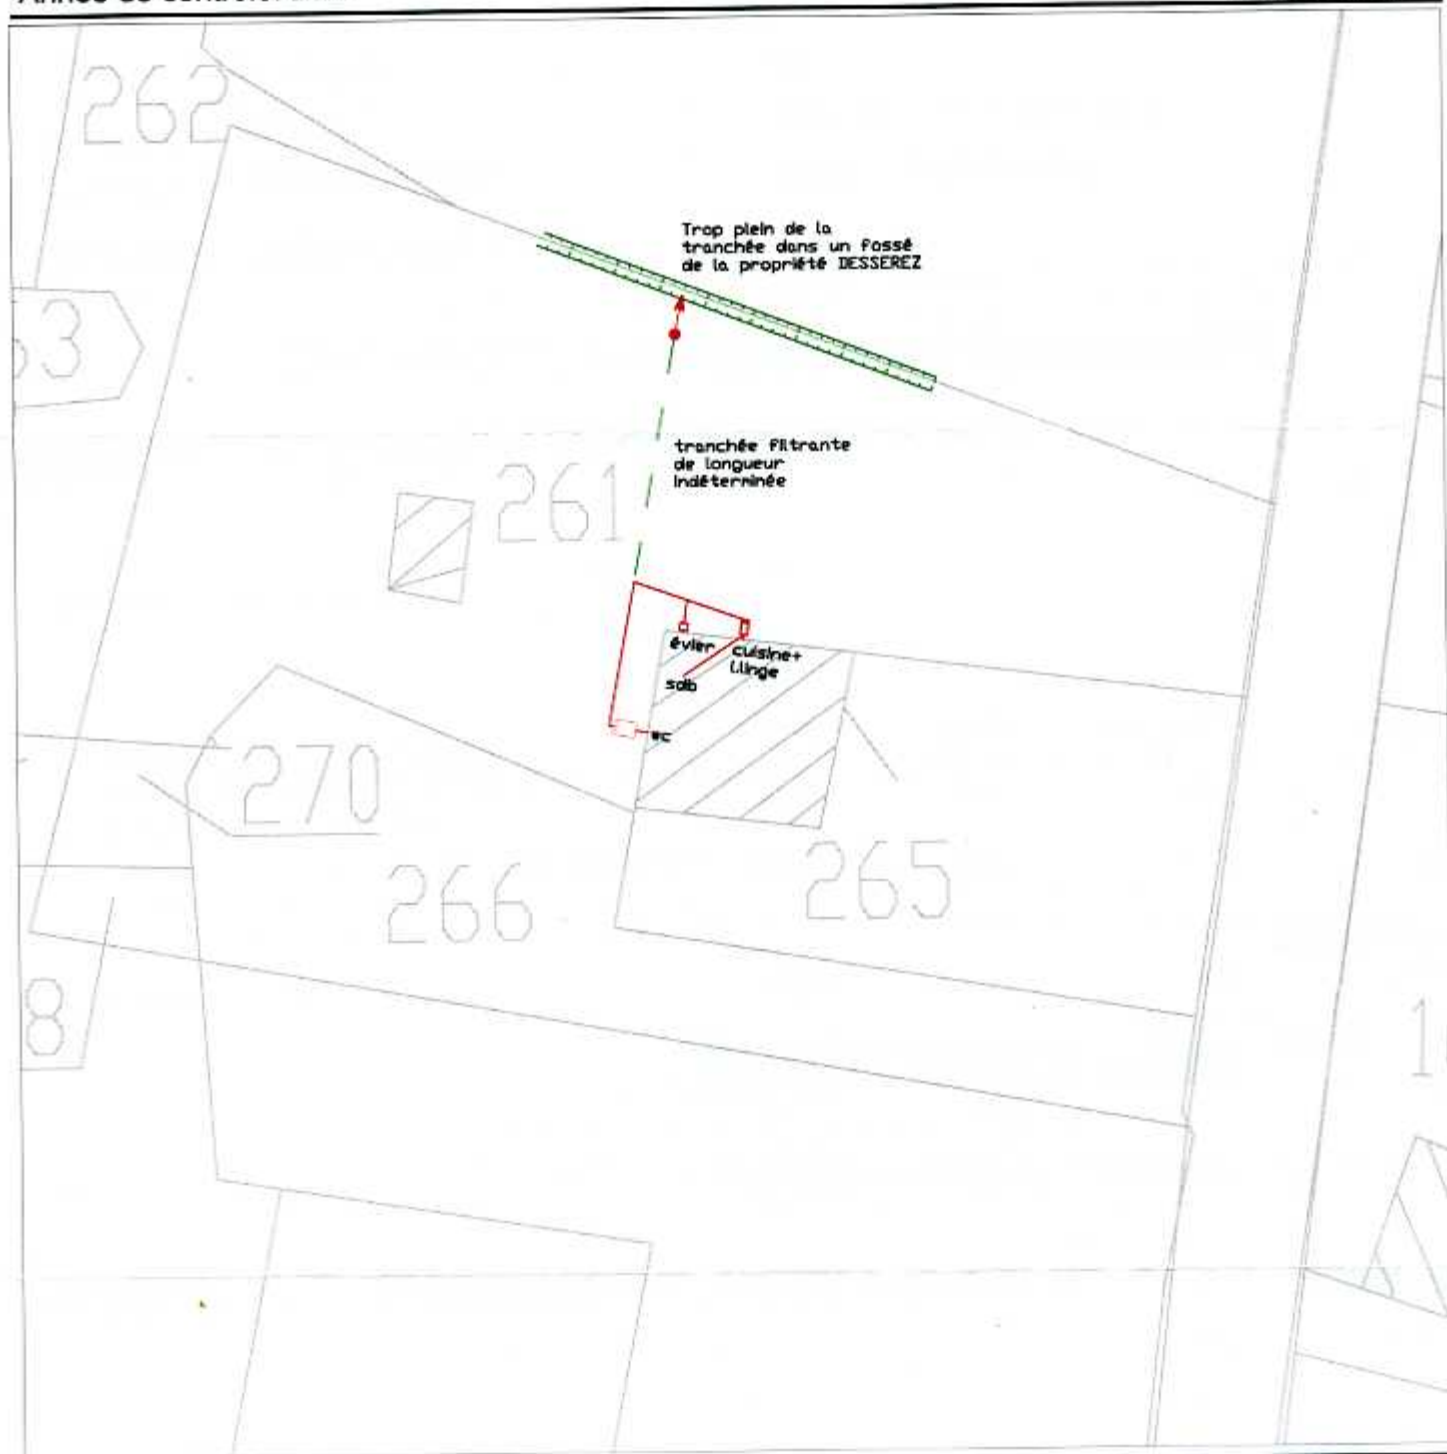 262
Trop plein de la
tranchée dans un fossé
de la propriété DESSEREZ
63
tranchée filtrante
de longueur
indéterminée
261
évier
cuisine+
l.linge
sdb
wc
270
265
266
8
1